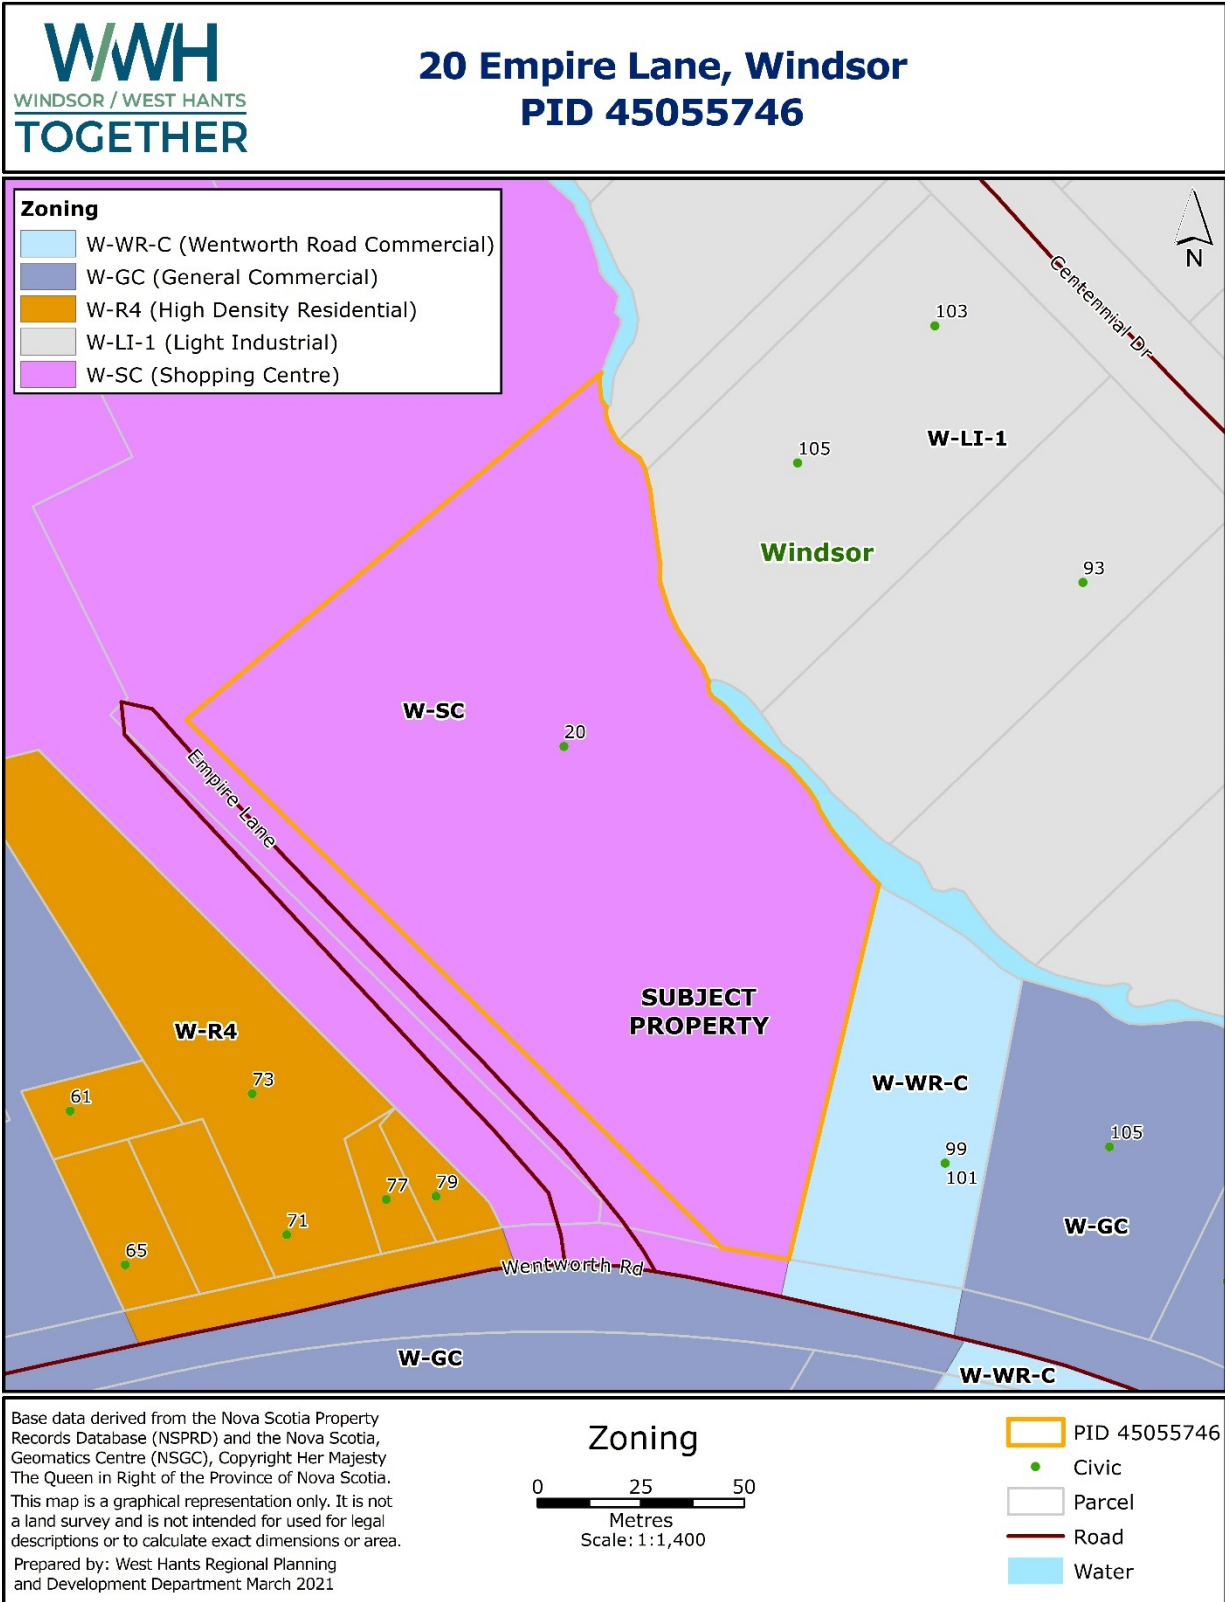 WWH
WINDSOR / WEST HANTS
TOGETHER
20 Empire Lane, Windsor
PID 45055746
Zoning
W-WR-C (Wentworth Road Commercial)
W-GC (General Commercial)
W-R4 (High Density Residential)
W-LI-1 (Light Industrial)
W-SC (Shopping Centre)
N
Centennial Dr
103
W-LI-1
105
Windsor
93
W-SC
20
Empire Lane
SUBJECT
PROPERTY
W-R4
W-WR-C
73
61
105
99
101
77
79
71
W-GC
65
Wentworth Rd
W-GC
W-WR-C
Base data derived from the Nova Scotia Property
Records Database (NSPRD) and the Nova Scotia,
Geomatics Centre (NSGC), Copyright Her Majesty
The Queen in Right of the Province of Nova Scotia.
This map is a graphical representation only. It is not
a land survey and is not intended for used for legal
descriptions or to calculate exact dimensions or area.
Prepared by: West Hants Regional Planning
and Development Department March 2021
Zoning
0 25 50
Metres
Scale: 1:1,400
PID 45055746
Civic
Parcel
Road
Water